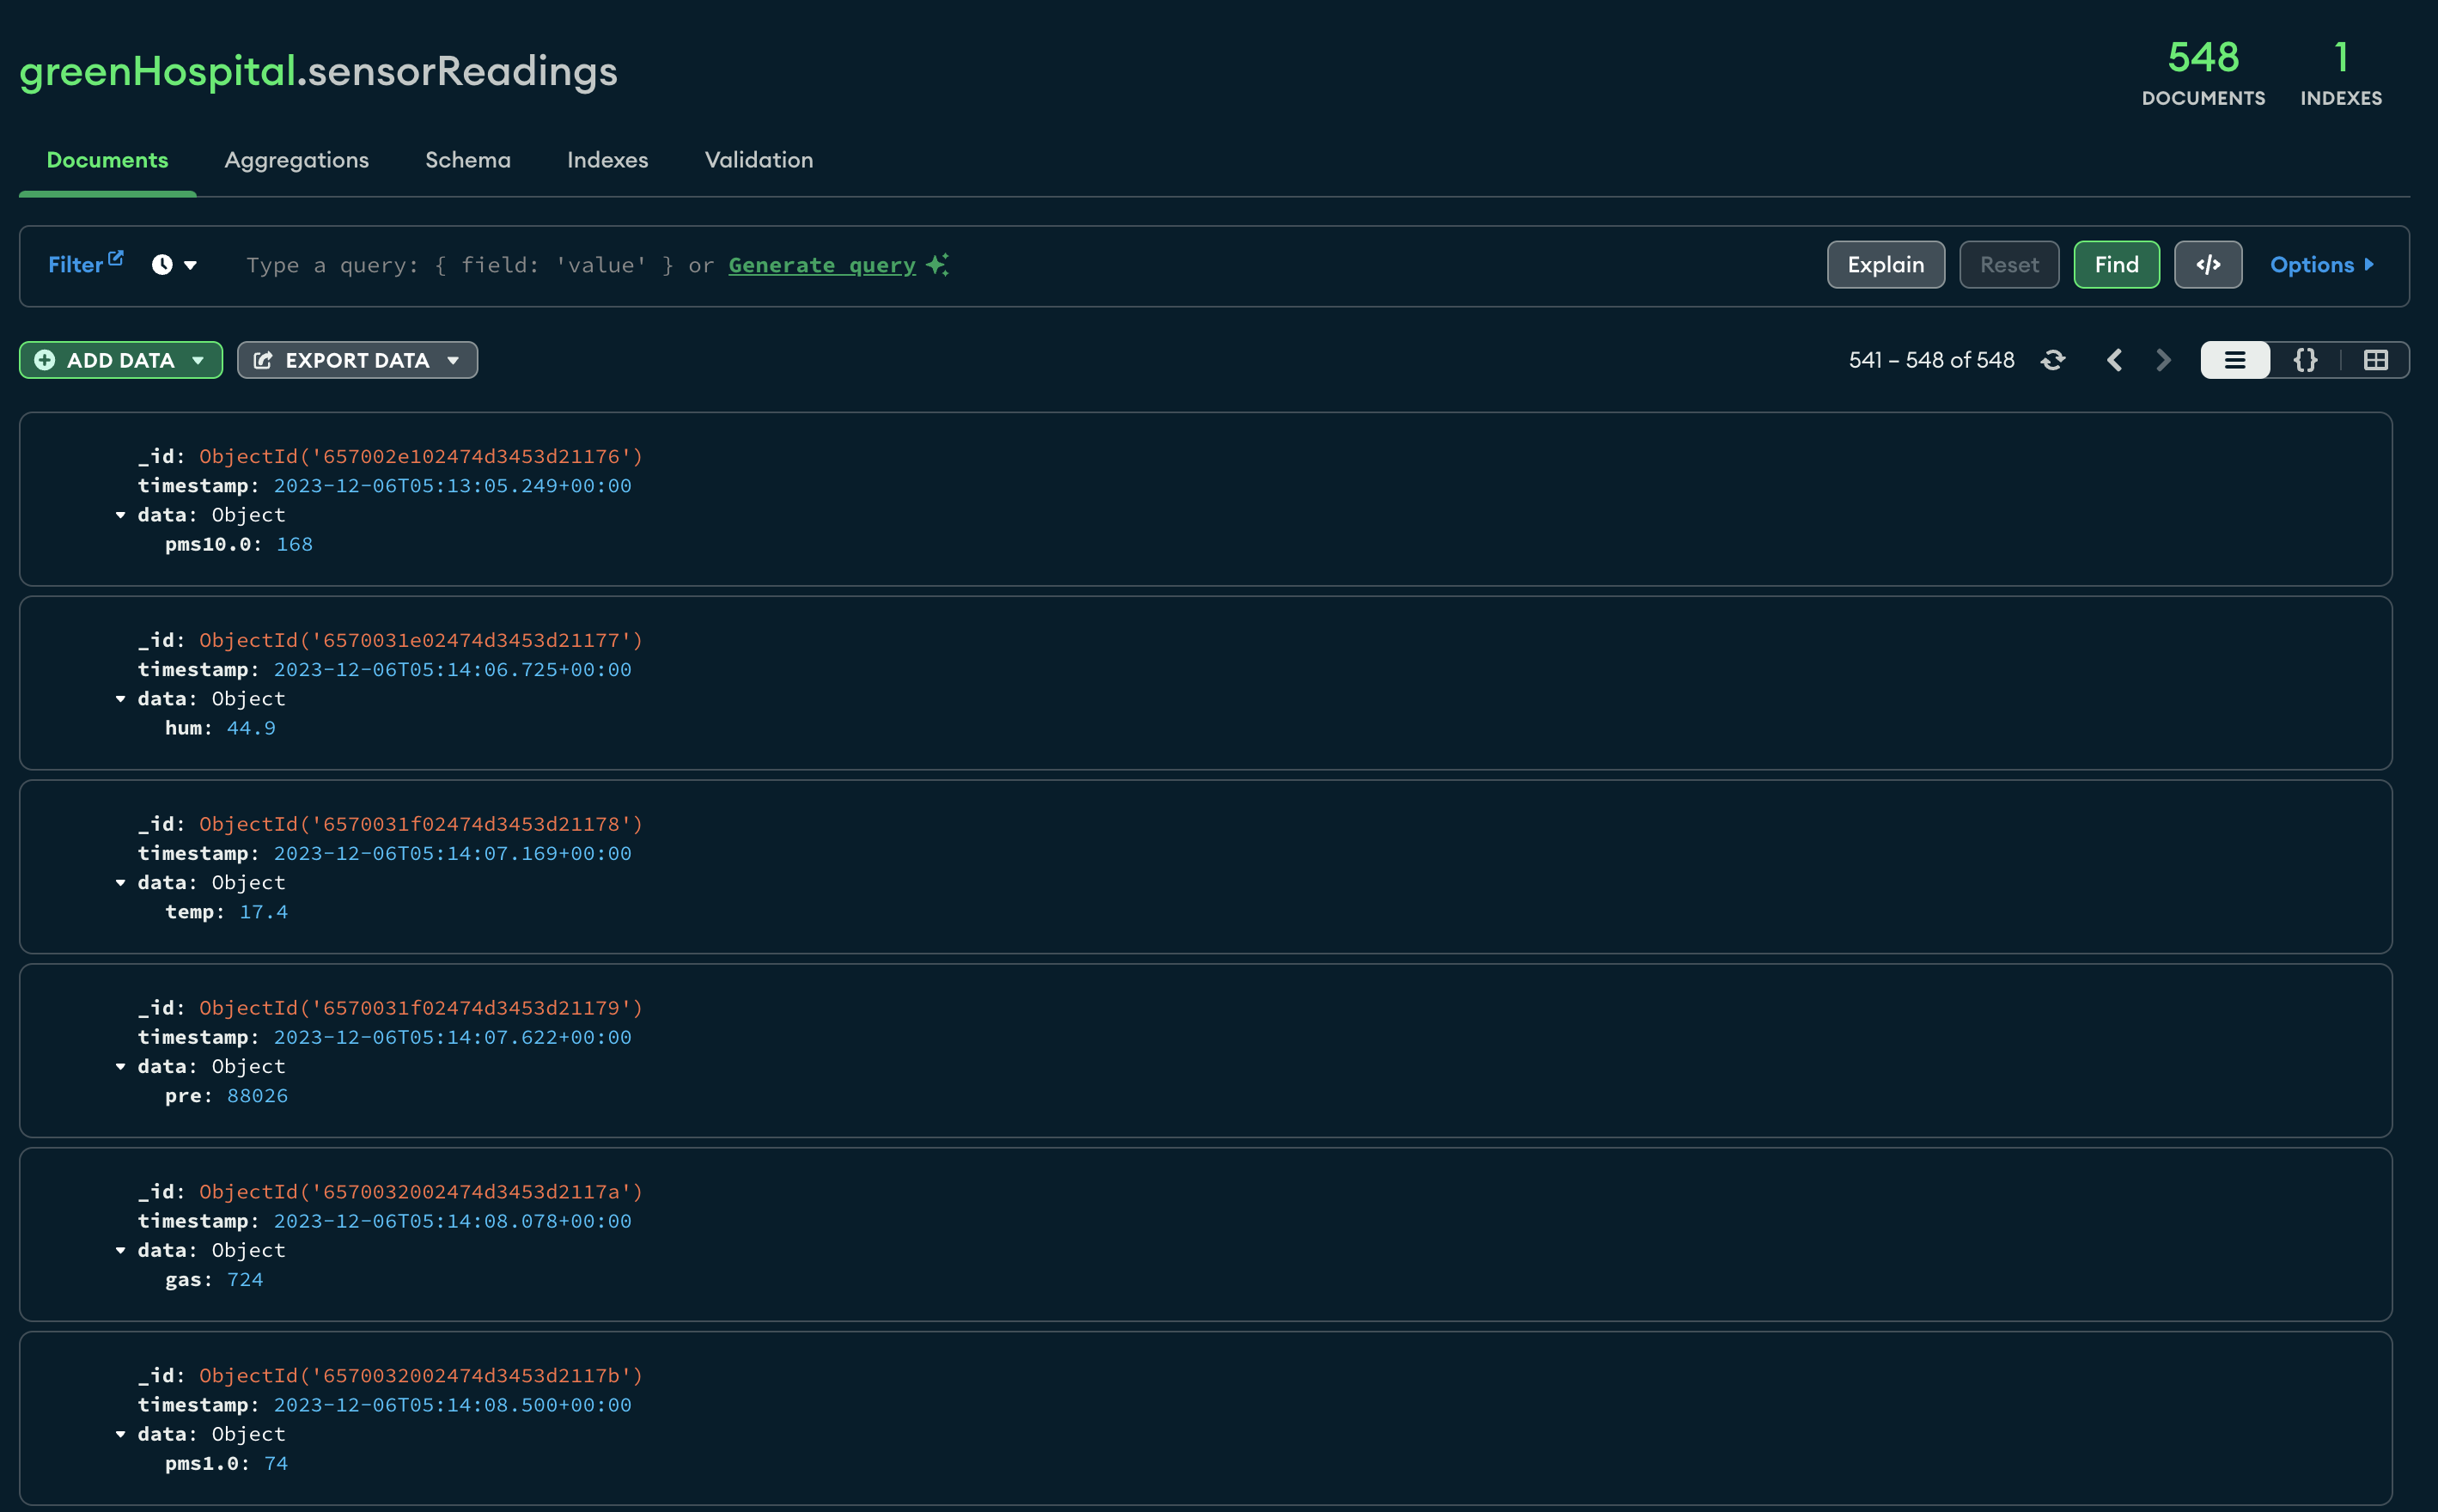 greenHospital.sensorReadings
548
DOCUMENTS
1
INDEXES
Documents Aggregations Schema Indexes Validation
Filter Type a query: { field: 'value' } or Generate query Explain Reset Find </> Options
ADD DATA EXPORT DATA 541 – 548 of 548 {}
_id: ObjectId('657002e102474d3453d21176')
timestamp: 2023-12-06T05:13:05.249+00:00
data: Object
pms10.0: 168
_id: ObjectId('6570031e02474d3453d21177')
timestamp: 2023-12-06T05:14:06.725+00:00
data: Object
hum: 44.9
_id: ObjectId('6570031f02474d3453d21178')
timestamp: 2023-12-06T05:14:07.169+00:00
data: Object
temp: 17.4
_id: ObjectId('6570031f02474d3453d21179')
timestamp: 2023-12-06T05:14:07.622+00:00
data: Object
pre: 88026
_id: ObjectId('6570032002474d3453d2117a')
timestamp: 2023-12-06T05:14:08.078+00:00
data: Object
gas: 724
_id: ObjectId('6570032002474d3453d2117b')
timestamp: 2023-12-06T05:14:08.500+00:00
data: Object
pms1.0: 74